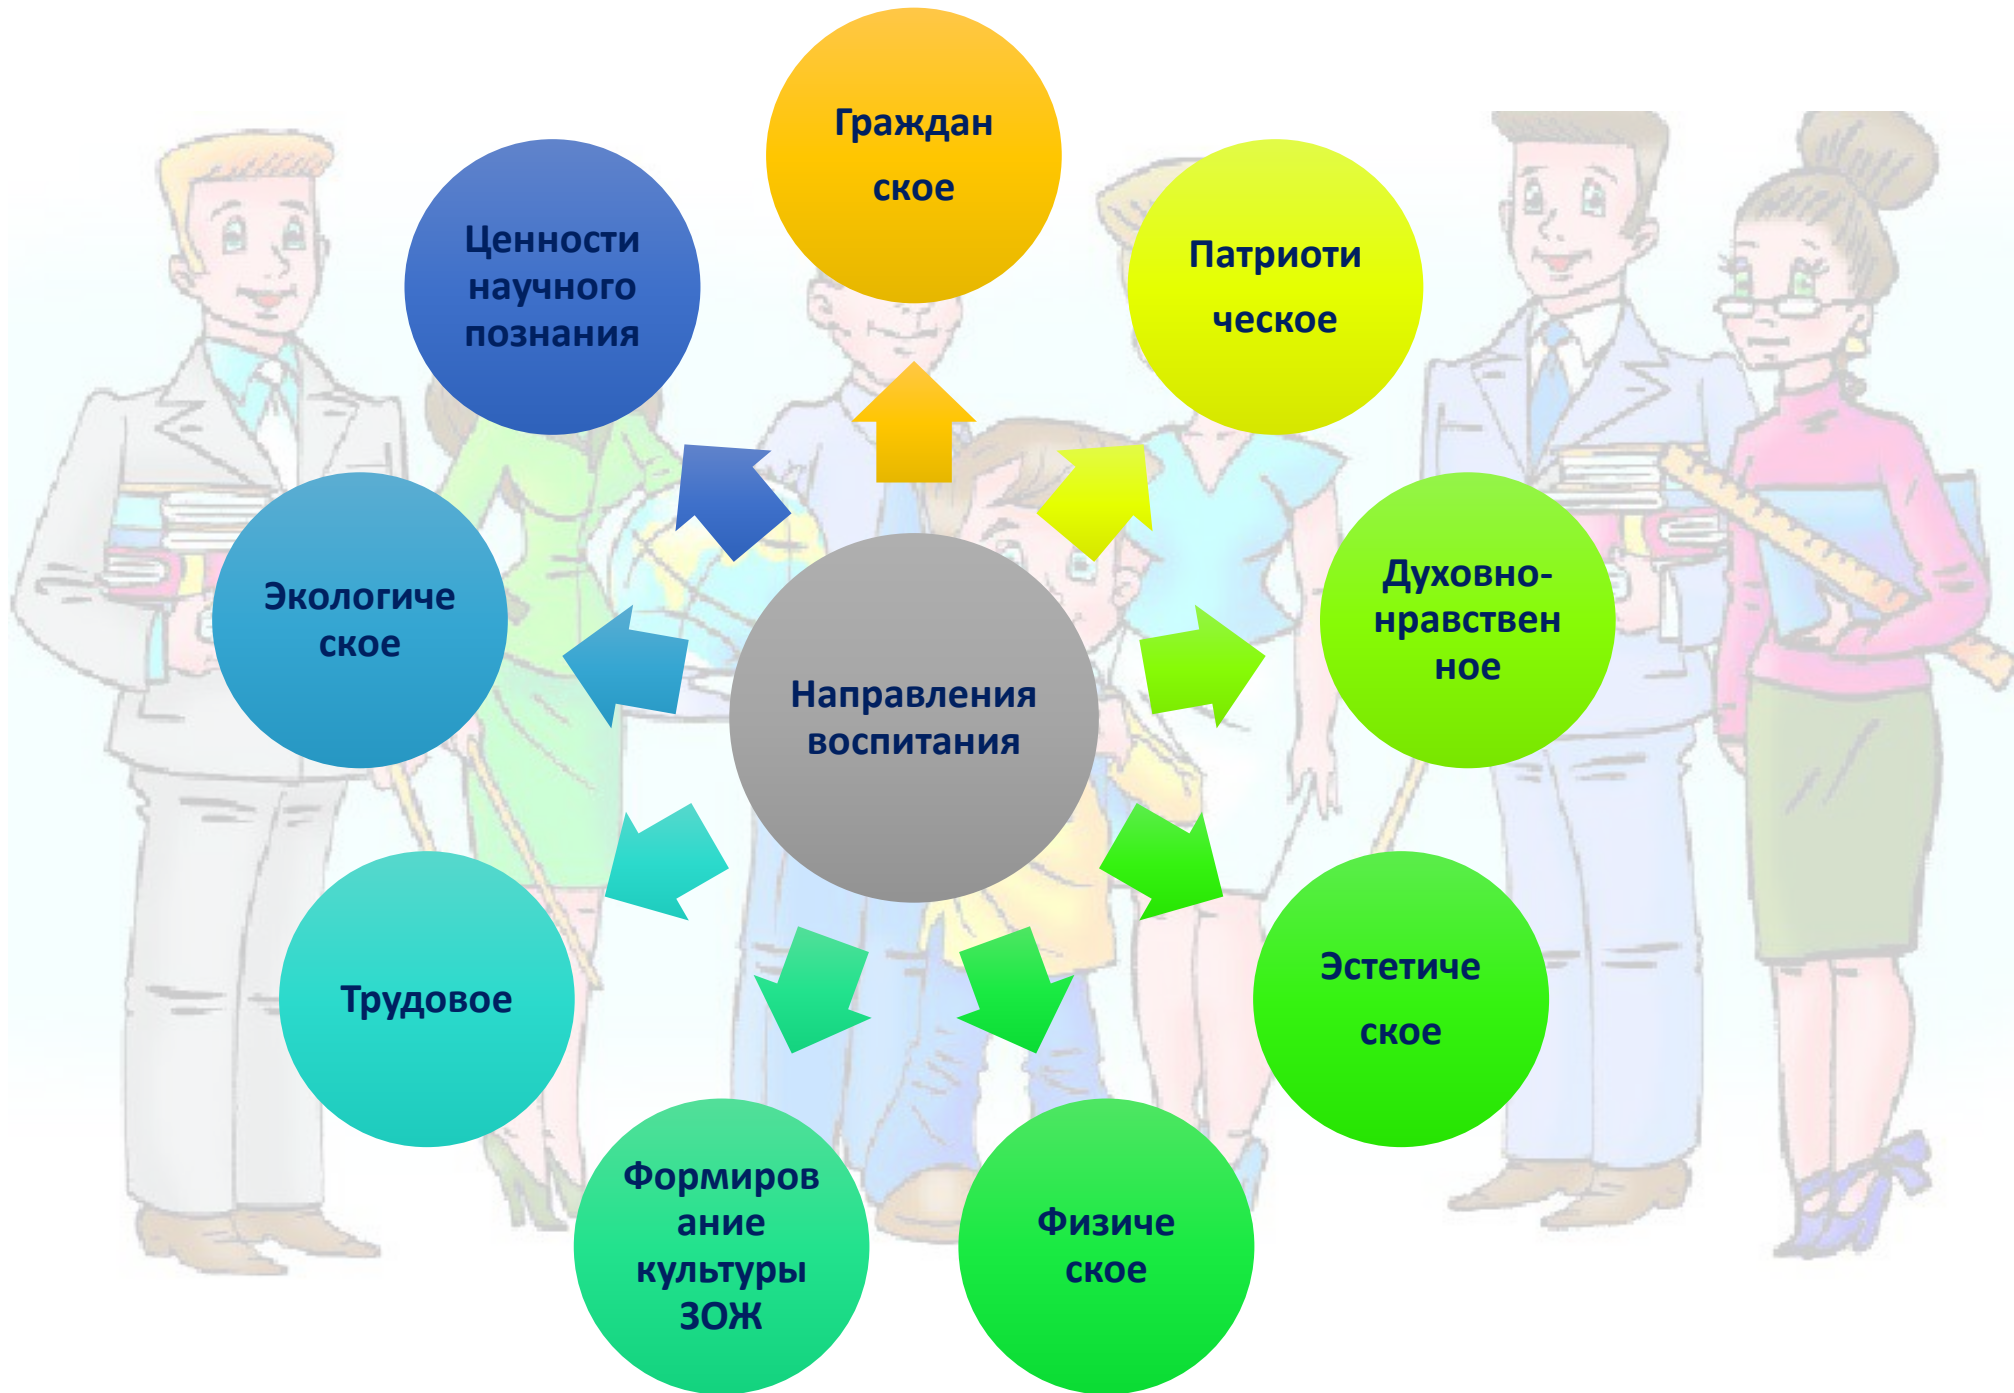 Граждан
ское
Патриоти
ческое
Духовно-
нравствен
ное
Эстетиче
ское
Физиче
ское
Формиров
ание
культуры
ЗОЖ
Трудовое
Экологиче
ское
Ценности
научного
познания
Направления
воспитания